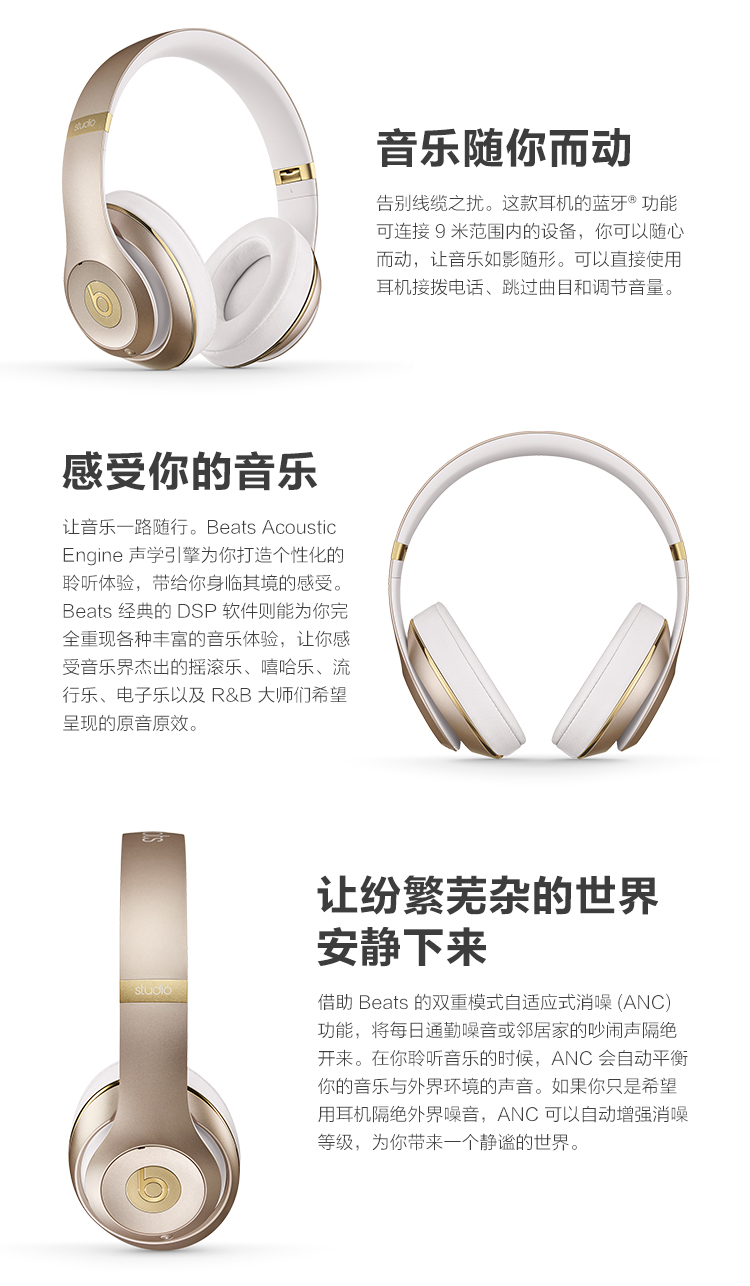 studio
音乐随你而动
告别线缆之扰。这款耳机的蓝牙® 功能
可连接 9 米范围内的设备，你可以随心
而动，让音乐如影随形。可以直接使用
耳机接拨电话、跳过曲目和调节音量。
感受你的音乐
让音乐一路随行。Beats Acoustic
Engine 声学引擎为你打造个性化的
聆听体验，带给你身临其境的感受。
Beats 经典的 DSP 软件则能为你完
全重现各种丰富的音乐体验，让你感
受音乐界杰出的摇滚乐、嘻哈乐、流
行乐、电子乐以及 R&B 大师们希望
呈现的原音原效。
让纷繁芜杂的世界
安静下来
studio
借助 Beats 的双重模式自适应式消噪 (ANC)
功能，将每日通勤噪音或邻居家的吵闹声隔绝
开来。在你聆听音乐的时候，ANC 会自动平衡
你的音乐与外界环境的声音。如果你只是希望
用耳机隔绝外界噪音，ANC 可以自动增强消噪
等级，为你带来一个静谧的世界。